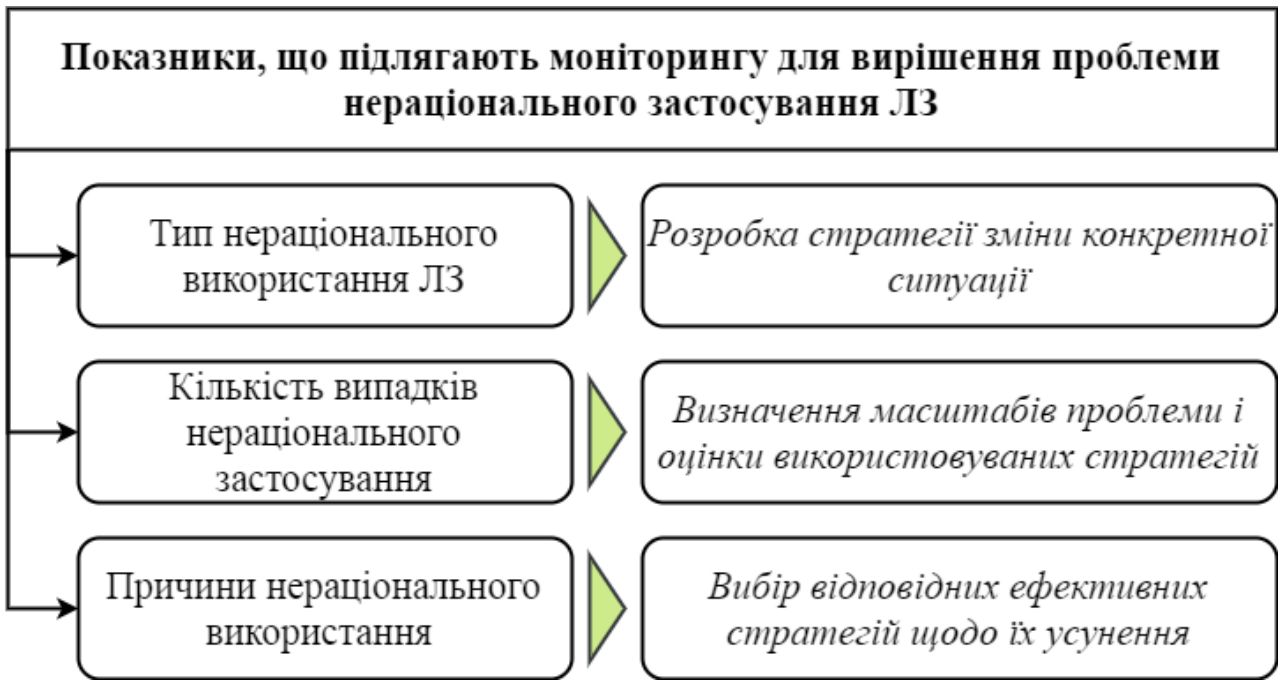 Показники, що підлягають моніторингу для вирішення проблеми
нераціонального застосування ЛЗ
Тип нераціонального
використання ЛЗ
Розробка стратегії зміни конкретної
ситуації
Кількість випадків
нераціонального
застосування
Визначення масштабів проблеми і
оцінки використовуваних стратегій
Причини нераціонального
використання
Вибір відповідних ефективних
стратегій щодо їх усунення